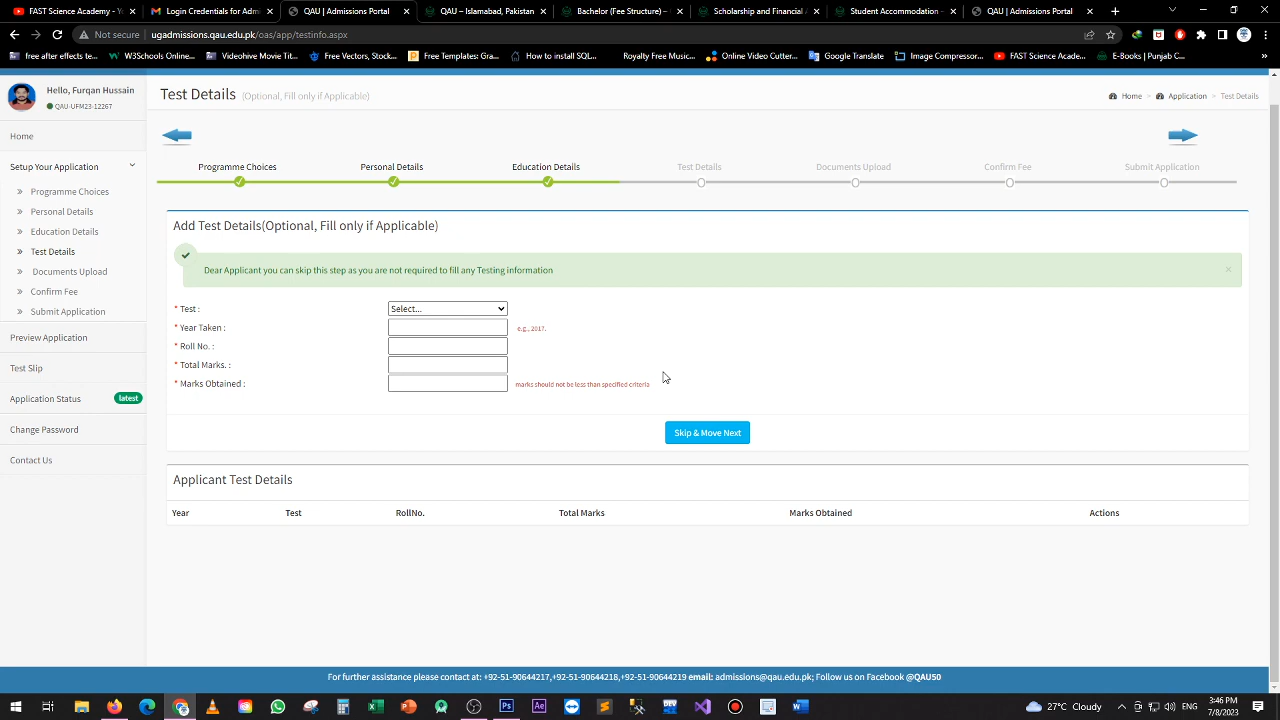 FAST Science Academy - Yo
Login Credentials for Admi
QAU | Admissions Portal
QAU – Islamabad, Pakistan
Bachelor (Fee Structure) –
Scholarship and Financial A
Student Accommodation –
QAU | Admissions Portal
Not secure | ugadmissions.qau.edu.pk/oas/app/testinfo.aspx
free after effects te...
W3Schools Online...
Videohive Movie Tit...
Free Vectors, Stock...
Free Templates: Gra...
How to install SQL...
Royalty Free Music...
Online Video Cutter...
Google Translate
Image Compressor...
FAST Science Acade...
E-Books | Punjab C...
Hello, Furqan Hussain
QAU-UFM23-12267
Test Details (Optional, Fill only if Applicable)
Home > Application > Test Details
Home
Setup Your Application
Programme Choices
Personal Details
Education Details
Test Details
Documents Upload
Confirm Fee
Submit Application
Preview Application
Test Slip
Application Status latest
Change Password
Contact Us
Programme Choices
Personal Details
Education Details
Test Details
Documents Upload
Confirm Fee
Submit Application
Add Test Details(Optional, Fill only if Applicable)
Dear Applicant you can skip this step as you are not required to fill any Testing information
×
* Test : Select...
* Year Taken : e.g., 2017.
* Roll No. :
* Total Marks. :
* Marks Obtained : marks should not be less than specified criteria
Skip & Move Next
Applicant Test Details
Year Test RollNo. Total Marks Marks Obtained Actions
For further assistance please contact at: +92-51-90644217,+92-51-90644218,+92-51-90644219 email: admissions@qau.edu.pk; Follow us on Facebook @QAU50
27°C Cloudy
3:46 PM
7/8/2023